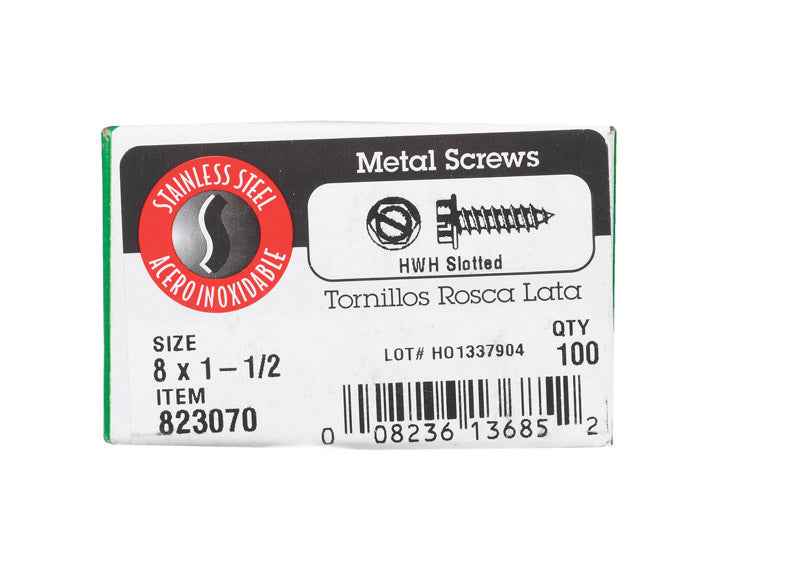 STAINLESS STEEL
ACERO INOXIDABLE
Metal Screws
HWH Slotted
Tornillos Rosca Lata
SIZE
8 x 1-1/2
ITEM
823070
LOT# H01337904
QTY
100
0 08236 13685 2